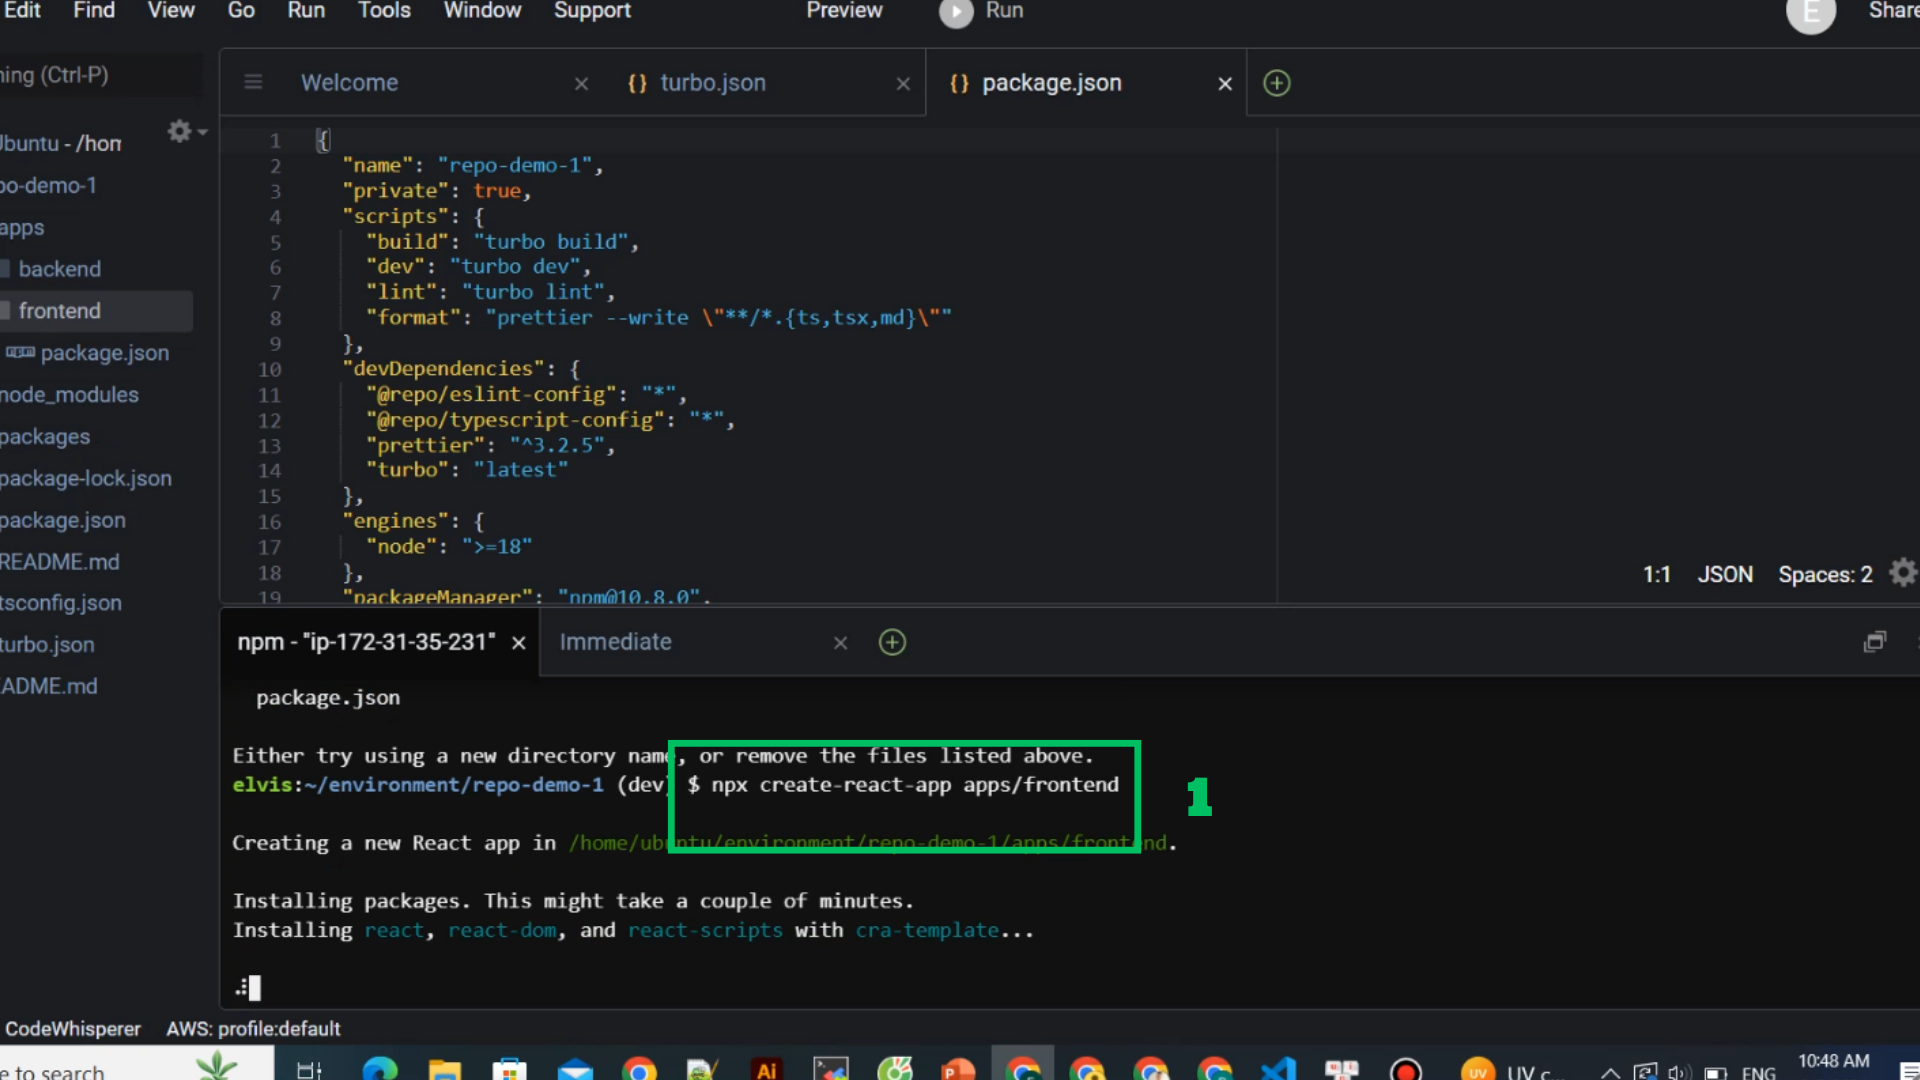 Edit Find View Go Run Tools Window Support Preview Run E Share
ning (Ctrl-P)
Welcome
{} turbo.json
{} package.json
Ubuntu - /hom
po-demo-1
apps
backend
frontend
package.json
node_modules
packages
package-lock.json
package.json
README.md
tsconfig.json
turbo.json
EADME.md
1 {
2 "name": "repo-demo-1",
3 "private": true,
4 "scripts": {
5 "build": "turbo build",
6 "dev": "turbo dev",
7 "lint": "turbo lint",
8 "format": "prettier --write \"**/*.{ts,tsx,md}\""
9 },
10 "devDependencies": {
11 "@repo/eslint-config": "*",
12 "@repo/typescript-config": "*",
13 "prettier": "^3.2.5",
14 "turbo": "latest"
15 },
16 "engines": {
17 "node": ">=18"
18 },
19 "packageManager": "npm@10.8.0",
1:1 JSON Spaces: 2
npm - "ip-172-31-35-231"
Immediate
package.json
Either try using a new directory name, or remove the files listed above.
elvis:~/environment/repo-demo-1 (dev) $ npx create-react-app apps/frontend
1
Creating a new React app in /home/ubuntu/environment/repo-demo-1/apps/frontend.
Installing packages. This might take a couple of minutes.
Installing react, react-dom, and react-scripts with cra-template...
CodeWhisperer AWS: profile:default
e to search
Ai
UV
UV c...
ENG
10:48 AM